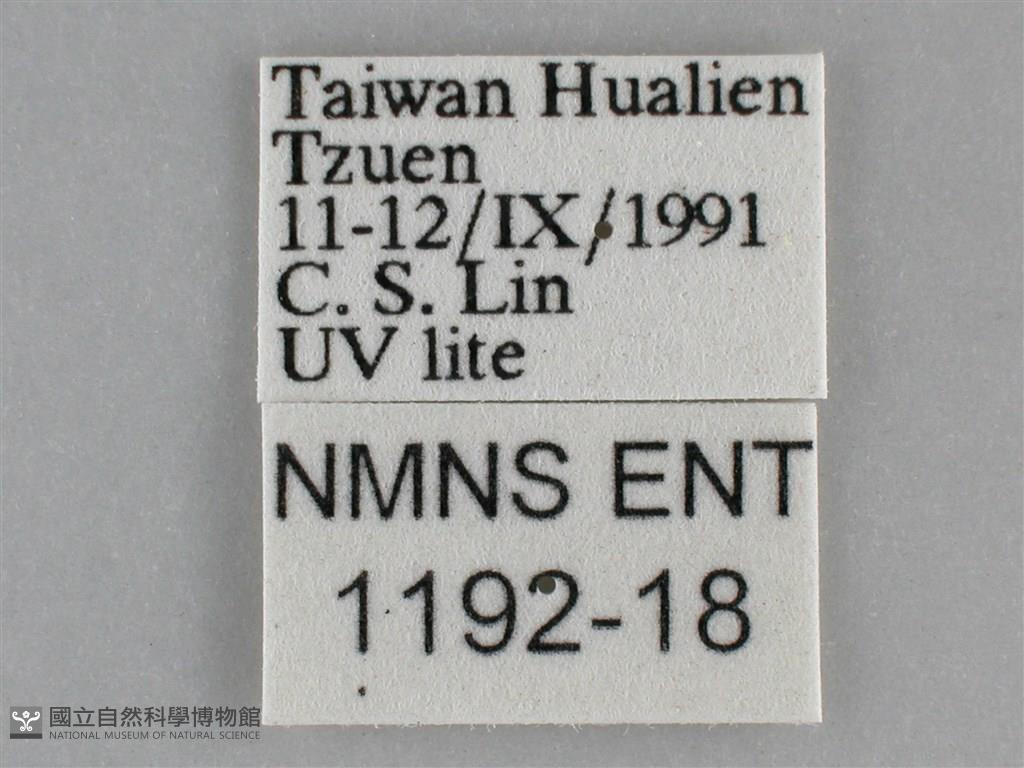 Taiwan Hualien
Tzuen
11-12/IX/1991
C. S. Lin
UV lite
NMNS ENT
1192-18
國立自然科學博物館
NATIONAL MUSEUM OF NATURAL SCIENCE